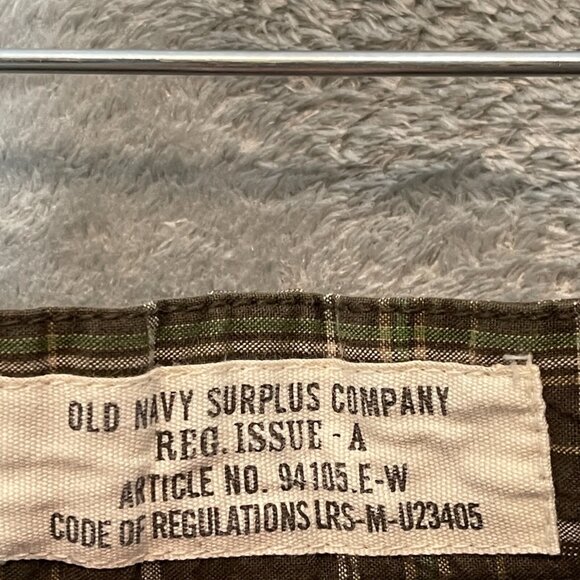 OLD NAVY SURPLUS COMPANY
REG. ISSUE - A
ARTICLE NO. 94105.E-W
CODE OF REGULATIONS LRS-M-U23405